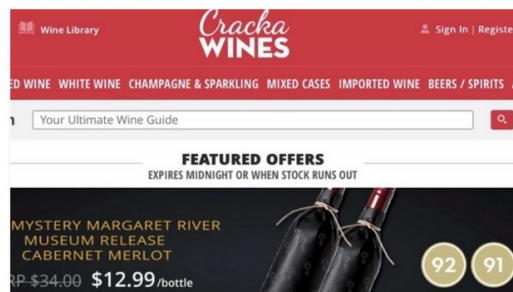 Wine Library
Cracka
WINES
Sign In | Registe
ED WINE WHITE WINE CHAMPAGNE & SPARKLING MIXED CASES IMPORTED WINE BEERS / SPIRITS
Your Ultimate Wine Guide
FEATURED OFFERS
EXPIRES MIDNIGHT OR WHEN STOCK RUNS OUT
MYSTERY MARGARET RIVER
MUSEUM RELEASE
CABERNET MERLOT
RP $34.00 $12.99/bottle
92 91